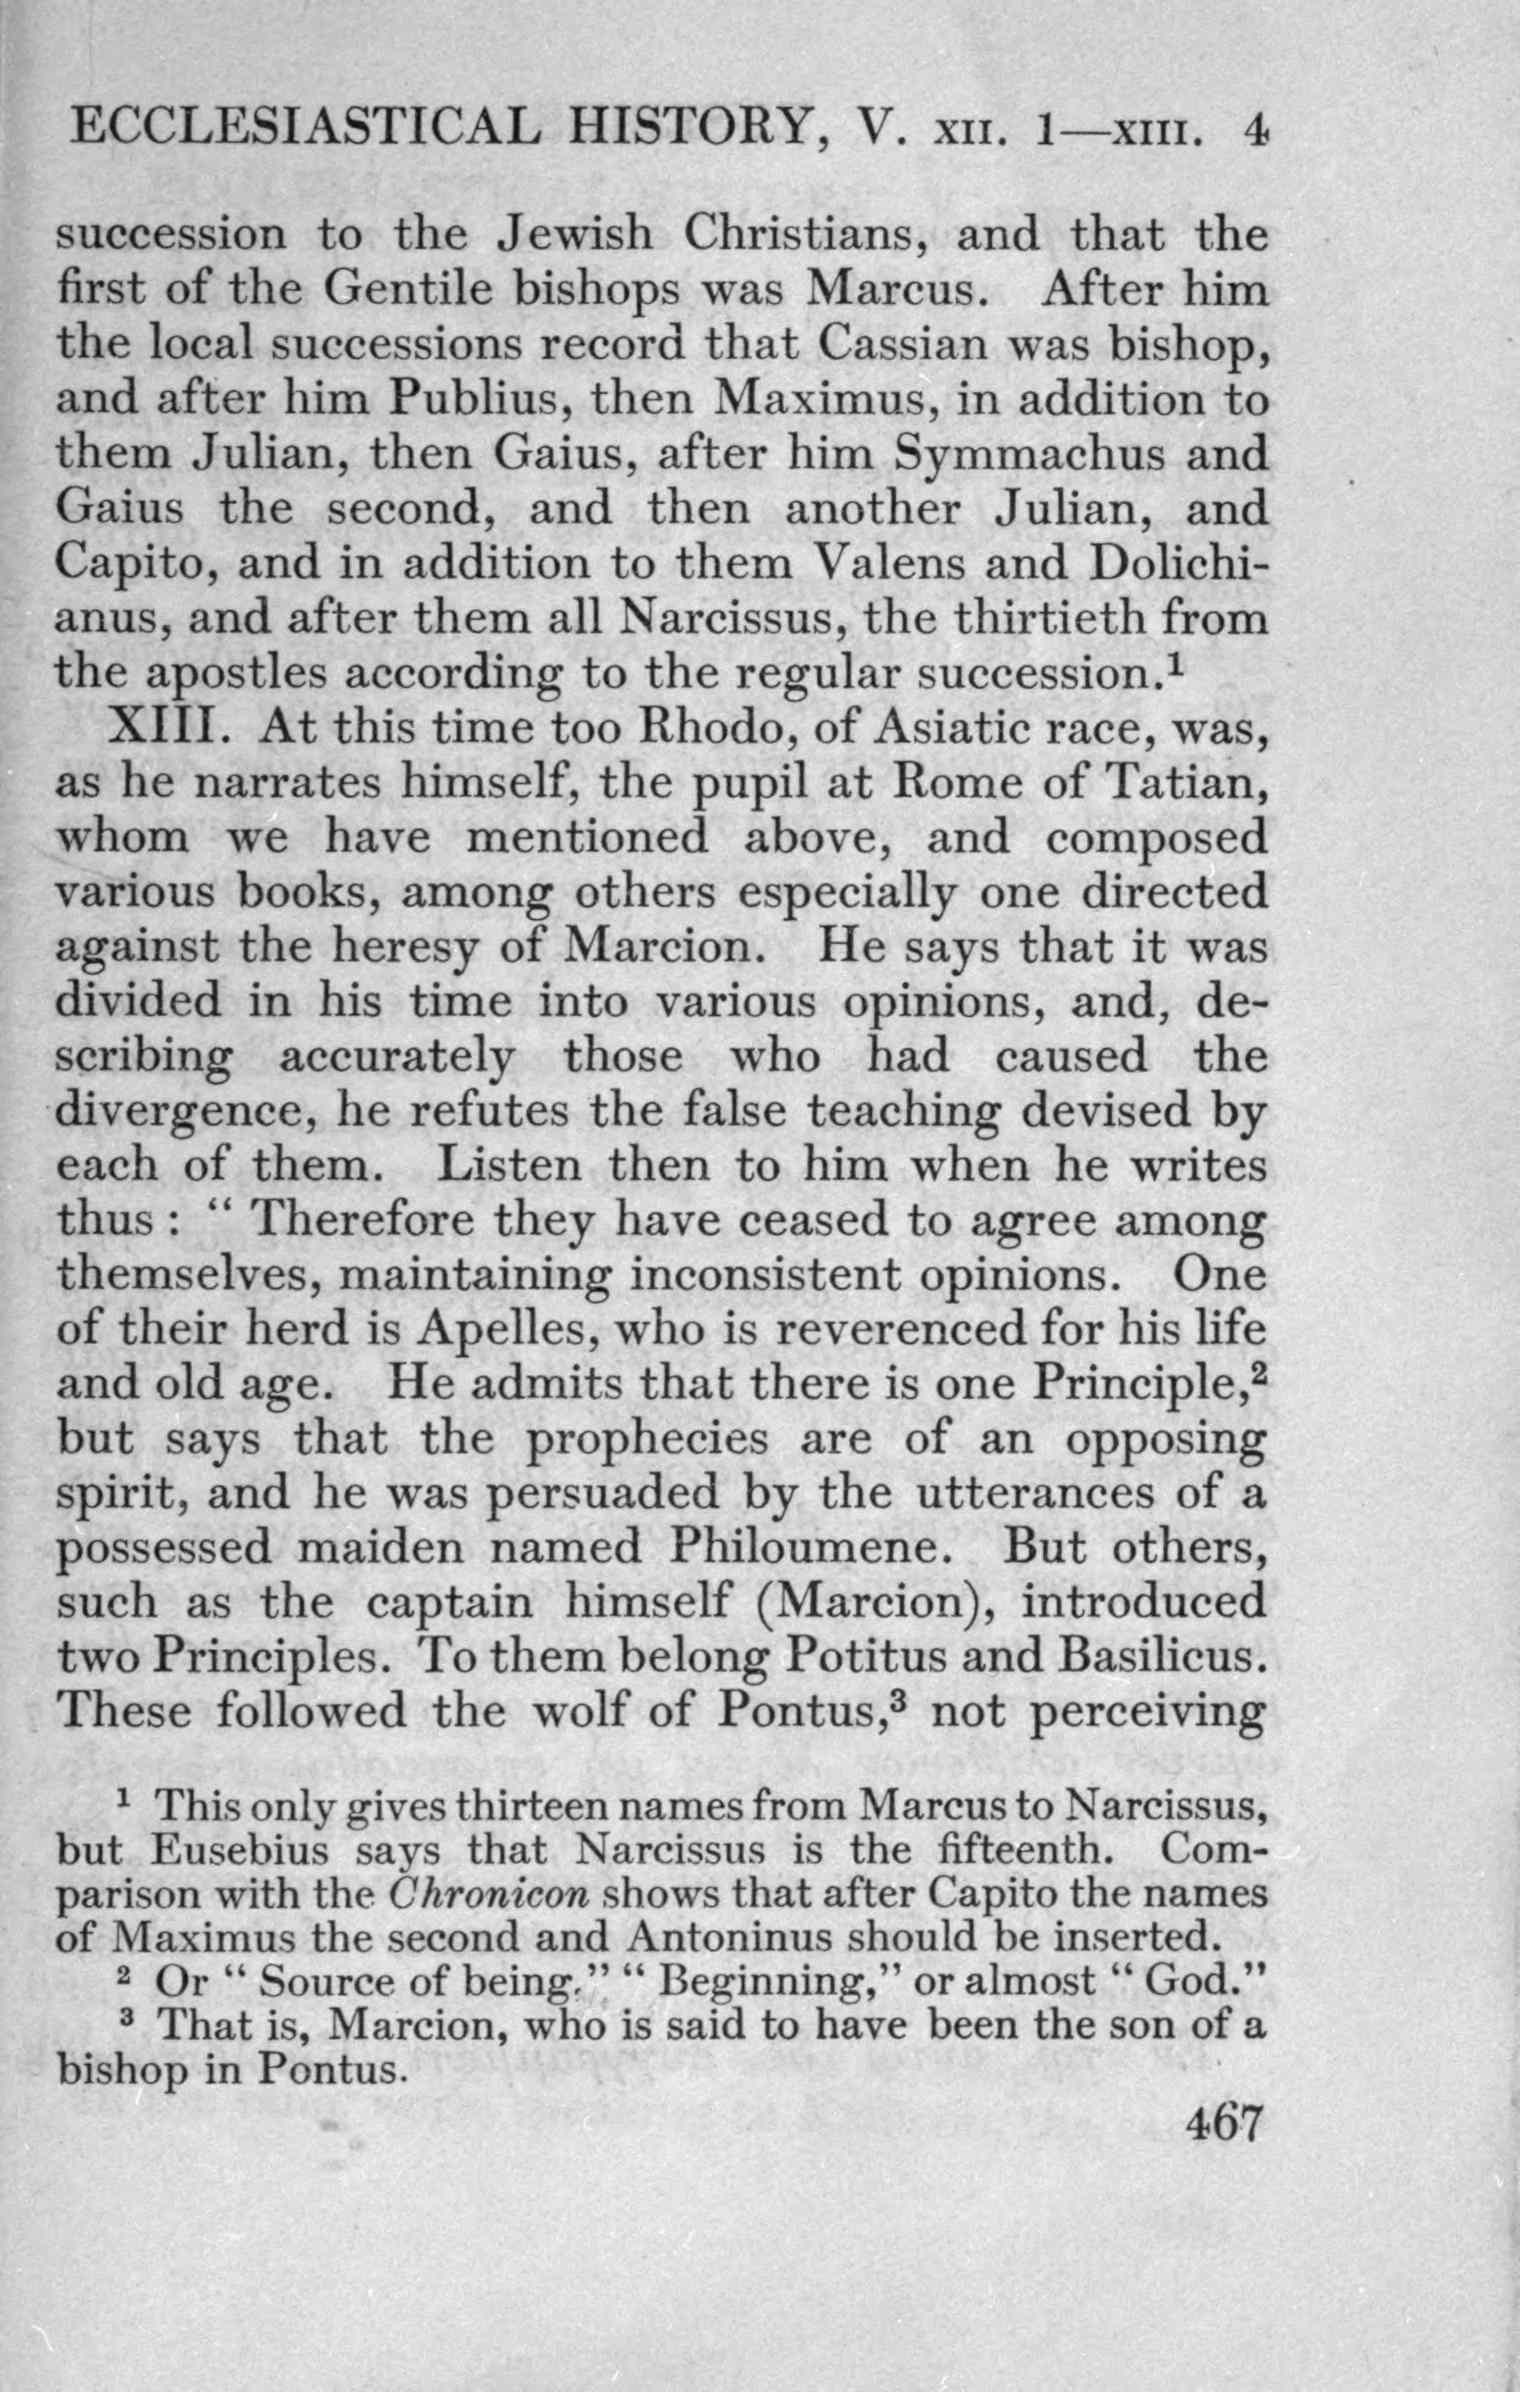 ECCLESIASTICAL HISTORY, V. XII. 1—XIII. 4
succession to the Jewish Christians, and that the
first of the Gentile bishops was Marcus. After him
the local successions record that Cassian was bishop,
and after him Publius, then Maximus, in addition to
them Julian, then Gaius, after him Symmachus and
Gaius the second, and then another Julian, and
Capito, and in addition to them Valens and Dolichi-
anus, and after them all Narcissus, the thirtieth from
the apostles according to the regular succession.¹
XIII. At this time too Rhodo, of Asiatic race, was,
as he narrates himself, the pupil at Rome of Tatian,
whom we have mentioned above, and composed
various books, among others especially one directed
against the heresy of Marcion. He says that it was
divided in his time into various opinions, and, de-
scribing accurately those who had caused the
divergence, he refutes the false teaching devised by
each of them. Listen then to him when he writes
thus : “ Therefore they have ceased to agree among
themselves, maintaining inconsistent opinions. One
of their herd is Apelles, who is reverenced for his life
and old age. He admits that there is one Principle,²
but says that the prophecies are of an opposing
spirit, and he was persuaded by the utterances of a
possessed maiden named Philoumene. But others,
such as the captain himself (Marcion), introduced
two Principles. To them belong Potitus and Basilicus.
These followed the wolf of Pontus,³ not perceiving
¹ This only gives thirteen names from Marcus to Narcissus,
but Eusebius says that Narcissus is the fifteenth. Com-
parison with the Chronicon shows that after Capito the names
of Maximus the second and Antoninus should be inserted.
² Or “ Source of being,” “ Beginning,” or almost “ God.”
³ That is, Marcion, who is said to have been the son of a
bishop in Pontus.
467